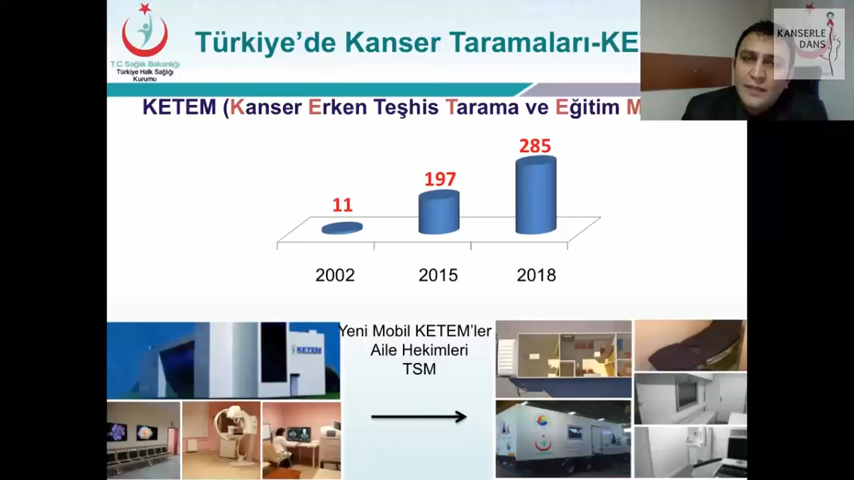 Türkiye’de Kanser Taramaları-KE
KANSERLE
DANS
T.C. Sağlık Bakanlığı
Türkiye Halk Sağlığı
Kurumu
KETEM (Kanser Erken Teşhis Tarama ve Eğitim M
11
197
285
2002
2015
2018
KETEM
Yeni Mobil KETEM’ler
Aile Hekimleri
TSM